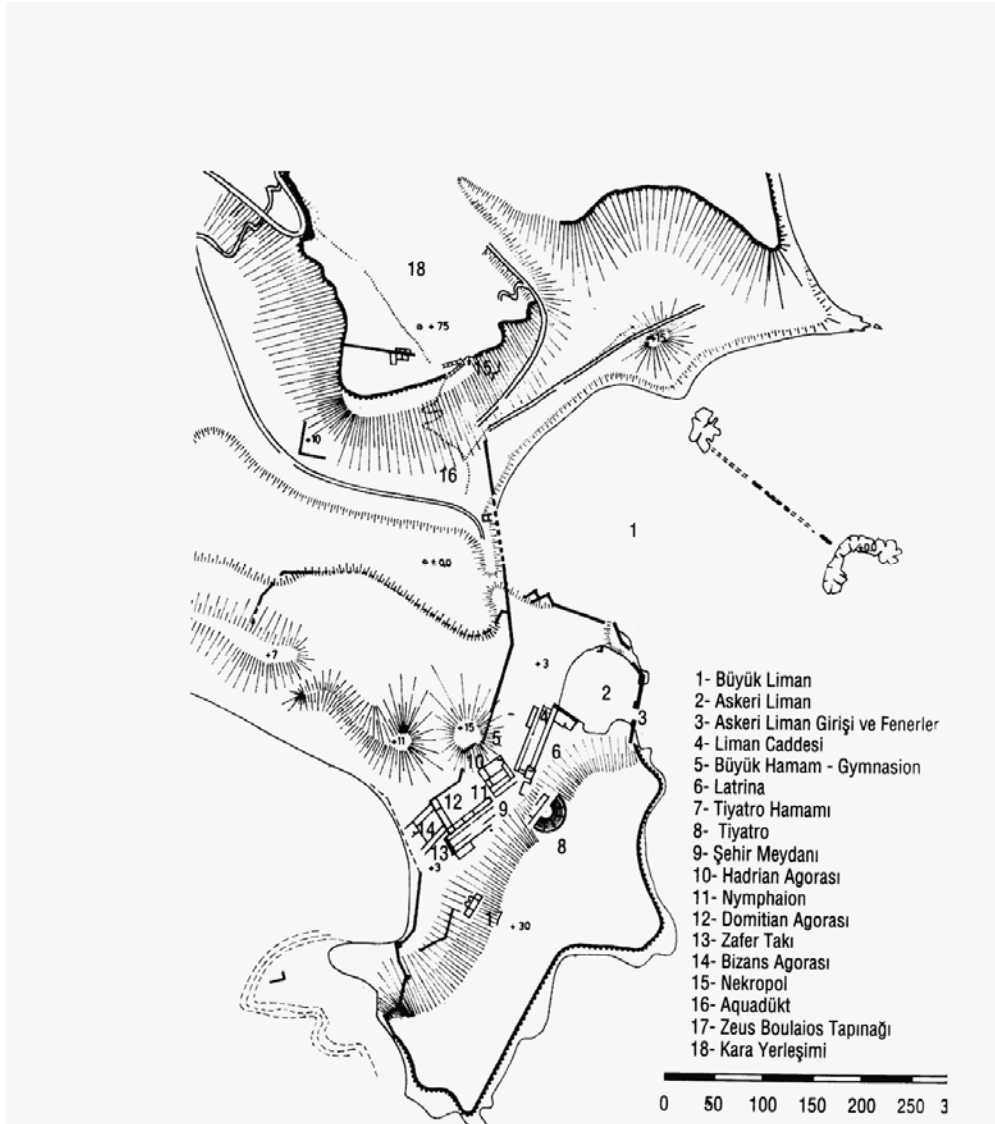 18
+ 75
+15
15
+10
16
1
± 0,0
+3
+7
2
3
4
+15
+11
5
6
10
11
12
9
14
13
8
+3
1
+ 30
1- Büyük Liman
2- Askeri Liman
3- Askeri Liman Girişi ve Fenerler
4- Liman Caddesi
5- Büyük Hamam - Gymnasion
6- Latrina
7- Tiyatro Hamamı
8- Tiyatro
9- Şehir Meydanı
10- Hadrian Agorası
11- Nymphaion
12- Domitian Agorası
13- Zafer Takı
14- Bizans Agorası
15- Nekropol
16- Aquadükt
17- Zeus Boulaios Tapınağı
18- Kara Yerleşimi
0 50 100 150 200 250 3